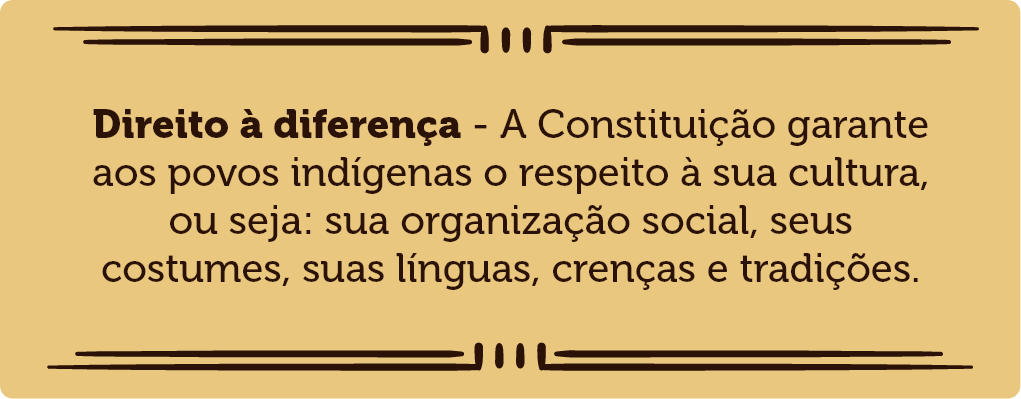 Direito à diferença - A Constituição garante
aos povos indígenas o respeito à sua cultura,
ou seja: sua organização social, seus
costumes, suas línguas, crenças e tradições.